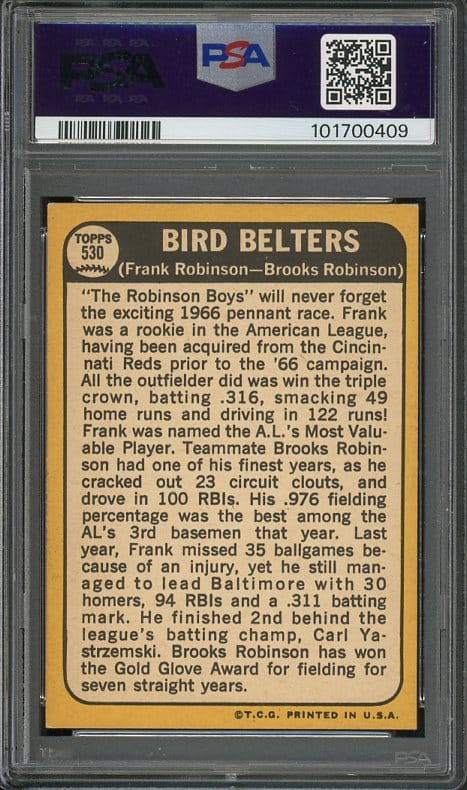 PSA
PSA
101700409
TOPPS
530
BIRD BELTERS
(Frank Robinson—Brooks Robinson)
"The Robinson Boys" will never forget
the exciting 1966 pennant race. Frank
was a rookie in the American League,
having been acquired from the Cincin-
nati Reds prior to the '66 campaign.
All the outfielder did was win the triple
crown, batting .316, smacking 49
home runs and driving in 122 runs!
Frank was named the A.L.'s Most Valu-
able Player. Teammate Brooks Robin-
son had one of his finest years, as he
cracked out 23 circuit clouts, and
drove in 100 RBIs. His .976 fielding
percentage was the best among the
AL's 3rd basemen that year. Last
year, Frank missed 35 ballgames be-
cause of an injury, yet he still man-
aged to lead Baltimore with 30
homers, 94 RBIs and a .311 batting
mark. He finished 2nd behind the
league's batting champ, Carl Ya-
strzemski. Brooks Robinson has won
the Gold Glove Award for fielding for
seven straight years.
©T.C.G. PRINTED IN U.S.A.
PSA